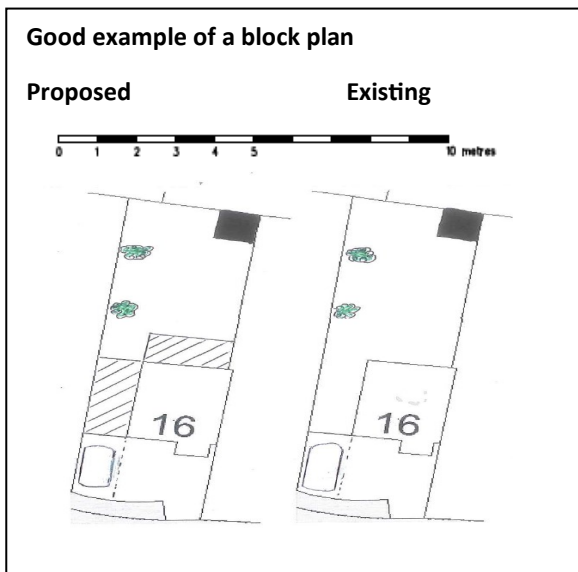 Good example of a block plan
Proposed Existing
0 1 2 3 4 5 10 metres
16 16